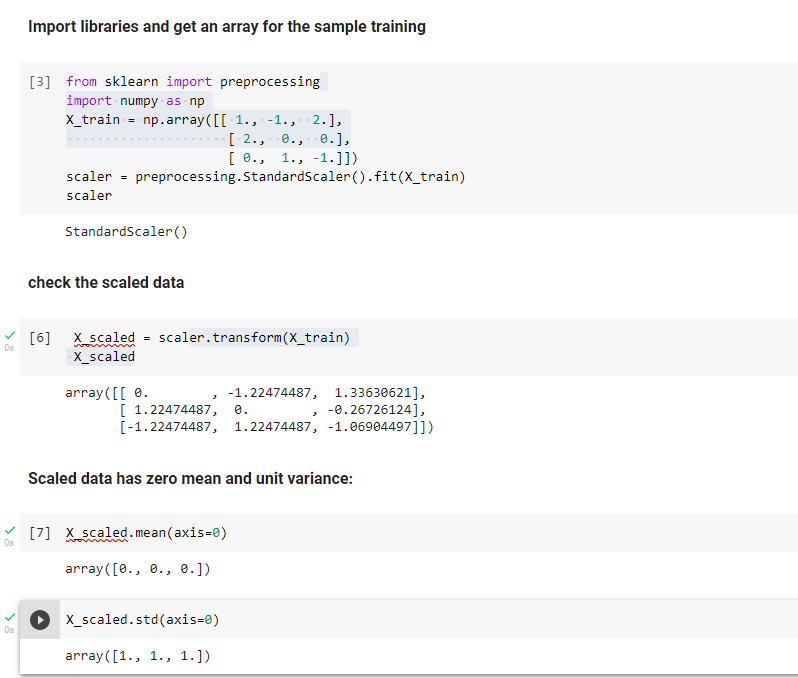 Import libraries and get an array for the sample training
[3] from sklearn import preprocessing
import numpy as np
X_train = np.array([[ 1., -1.,  2.],
[ 2.,  0.,  0.],
[ 0.,  1., -1.]])
scaler = preprocessing.StandardScaler().fit(X_train)
scaler
StandardScaler()
check the scaled data
[6] X_scaled = scaler.transform(X_train)
0s
X_scaled
array([[ 0.        , -1.22474487,  1.33630621],
[ 1.22474487,  0.        , -0.26726124],
[-1.22474487,  1.22474487, -1.06904497]])
Scaled data has zero mean and unit variance:
[7] X_scaled.mean(axis=0)
0s
array([0., 0., 0.])
X_scaled.std(axis=0)
0s
array([1., 1., 1.])